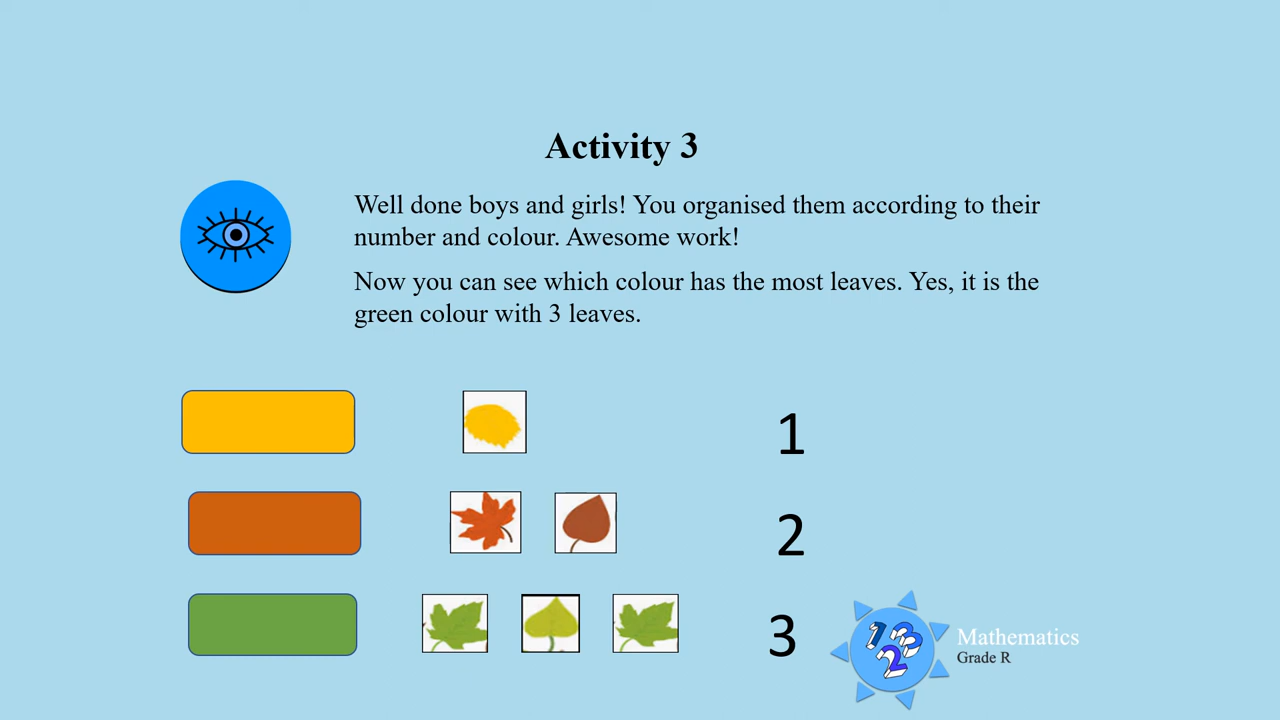 Activity 3
Well done boys and girls! You organised them according to their
number and colour. Awesome work!
Now you can see which colour has the most leaves. Yes, it is the
green colour with 3 leaves.
1
2
3
123
2
Mathematics
Grade R